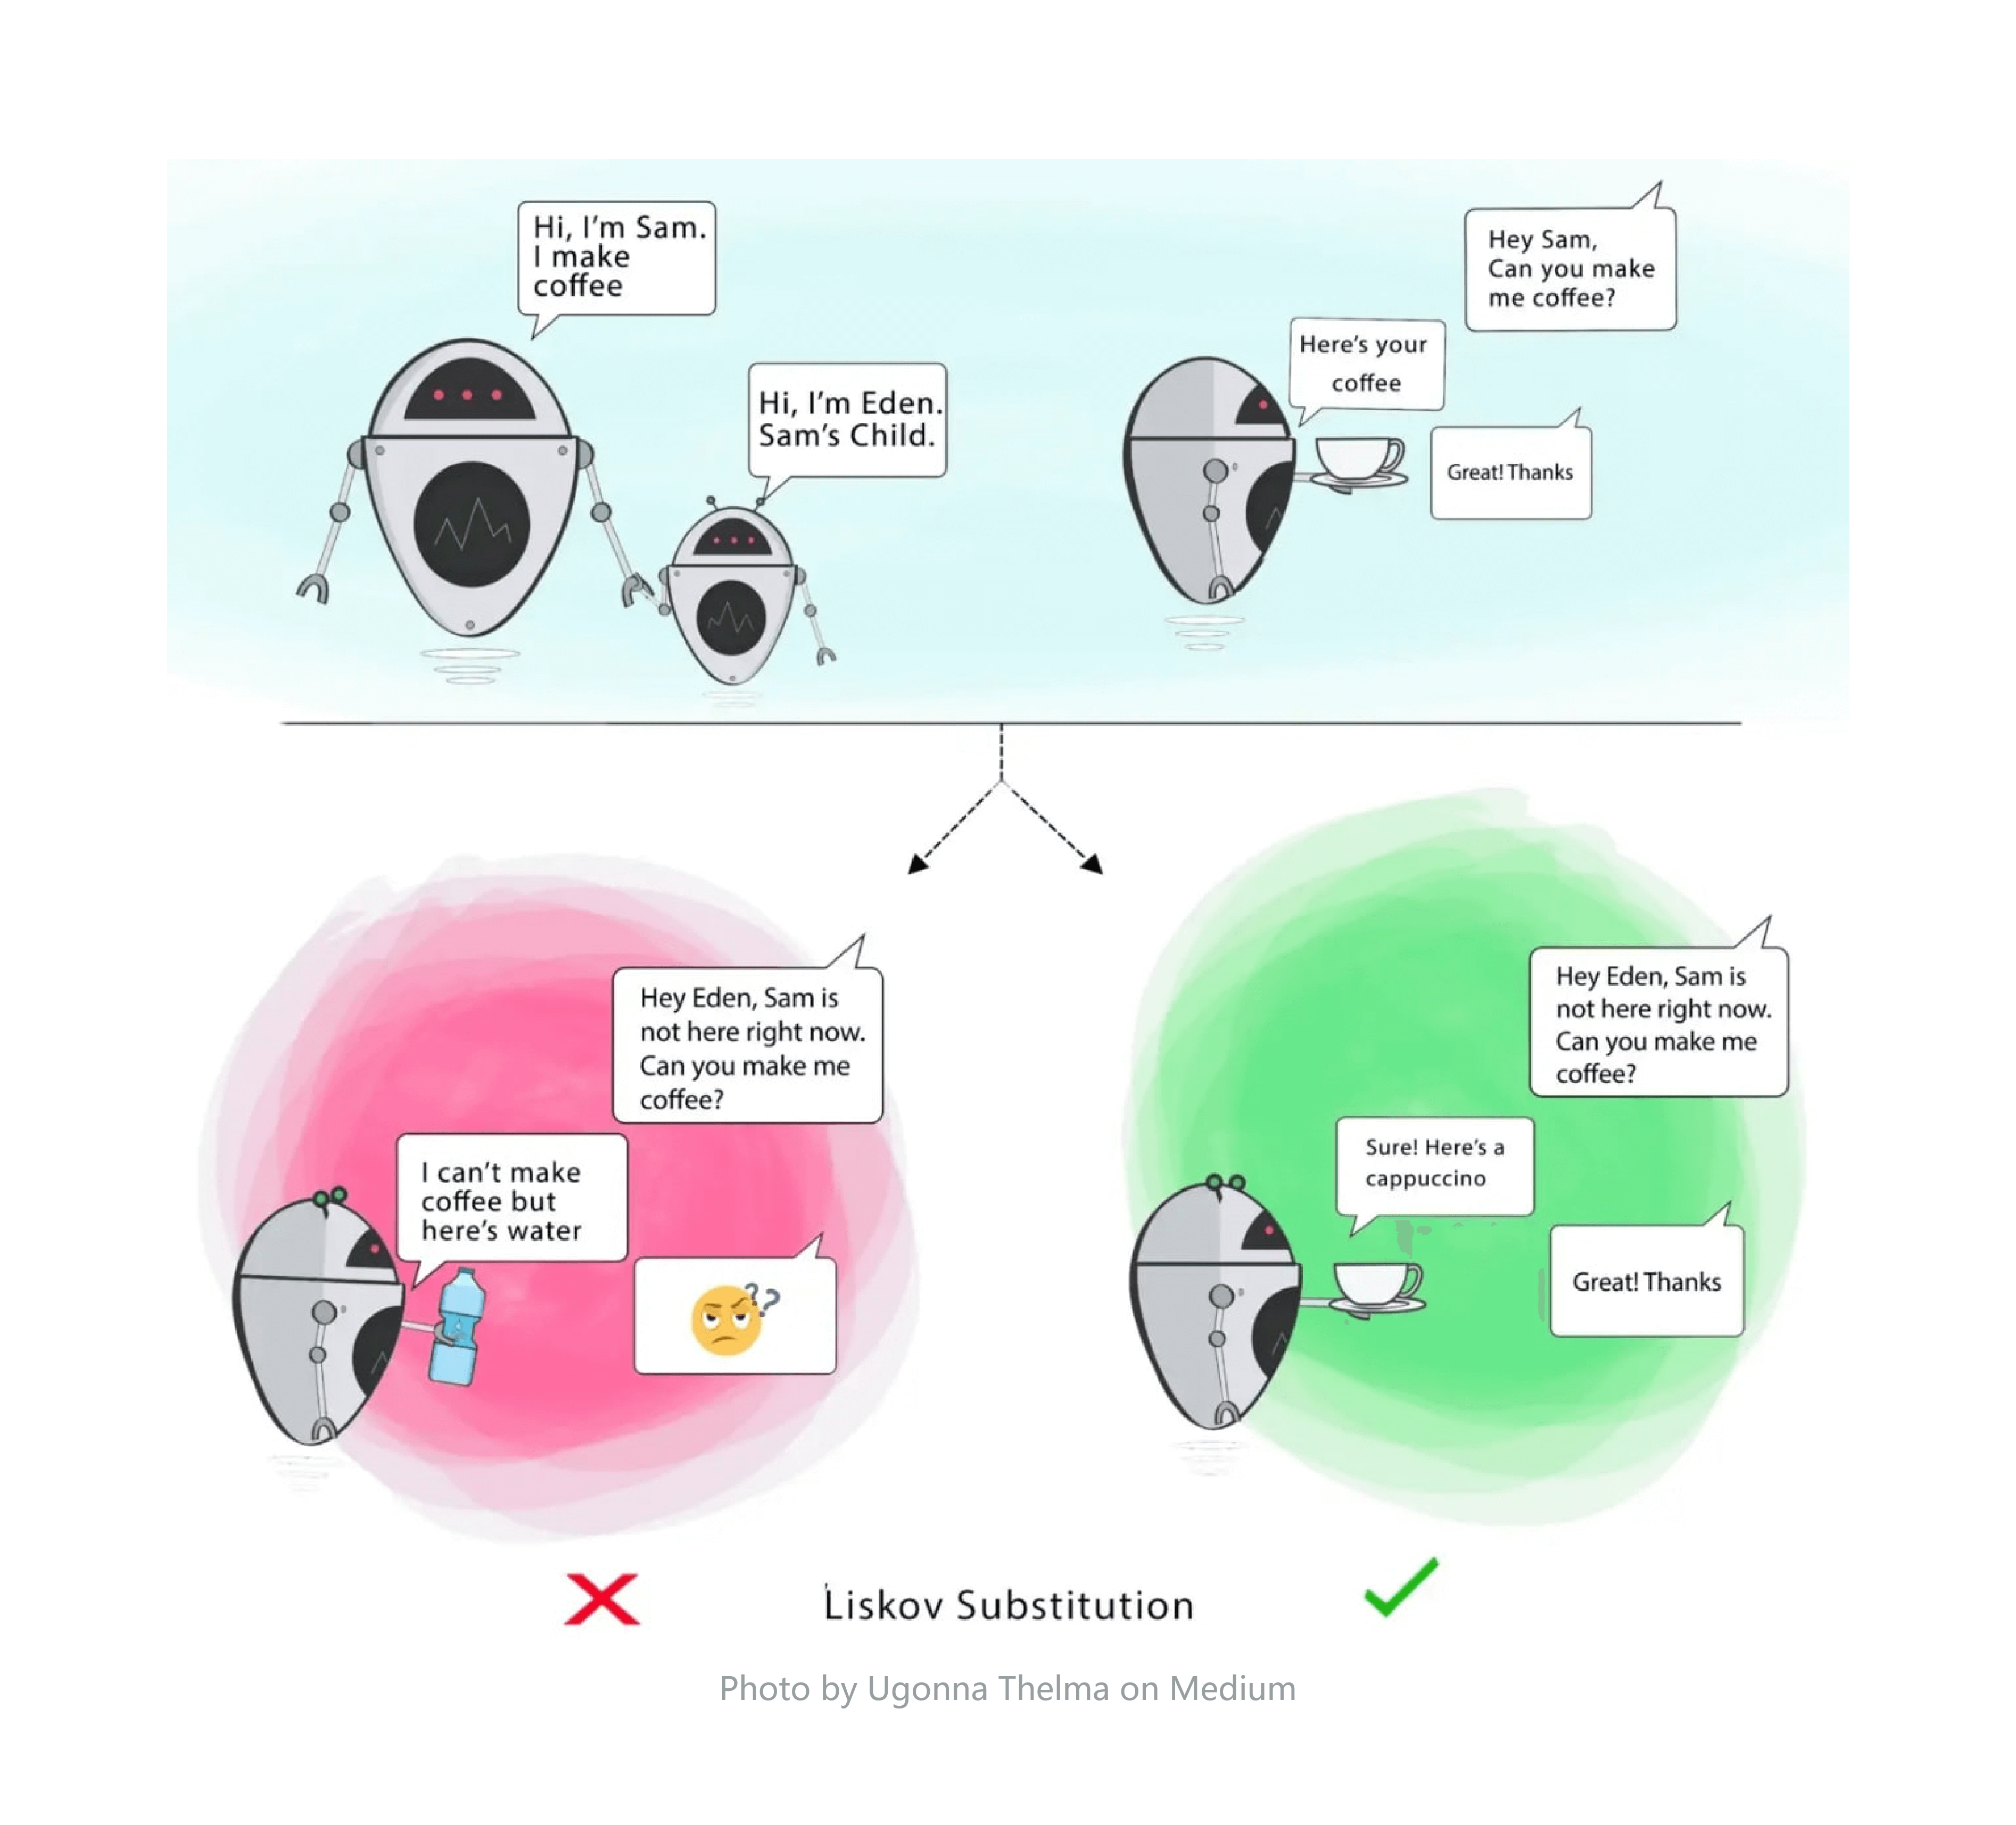 Hi, I'm Sam.
I make
coffee
Hi, I'm Eden.
Sam's Child.
Hey Sam,
Can you make
me coffee?
Here's your
coffee
Great! Thanks
Hey Eden, Sam is
not here right now.
Can you make me
coffee?
I can't make
coffee but
here's water
??
Hey Eden, Sam is
not here right now.
Can you make me
coffee?
Sure! Here's a
cappuccino
Great! Thanks
Liskov Substitution
Photo by Ugonna Thelma on Medium